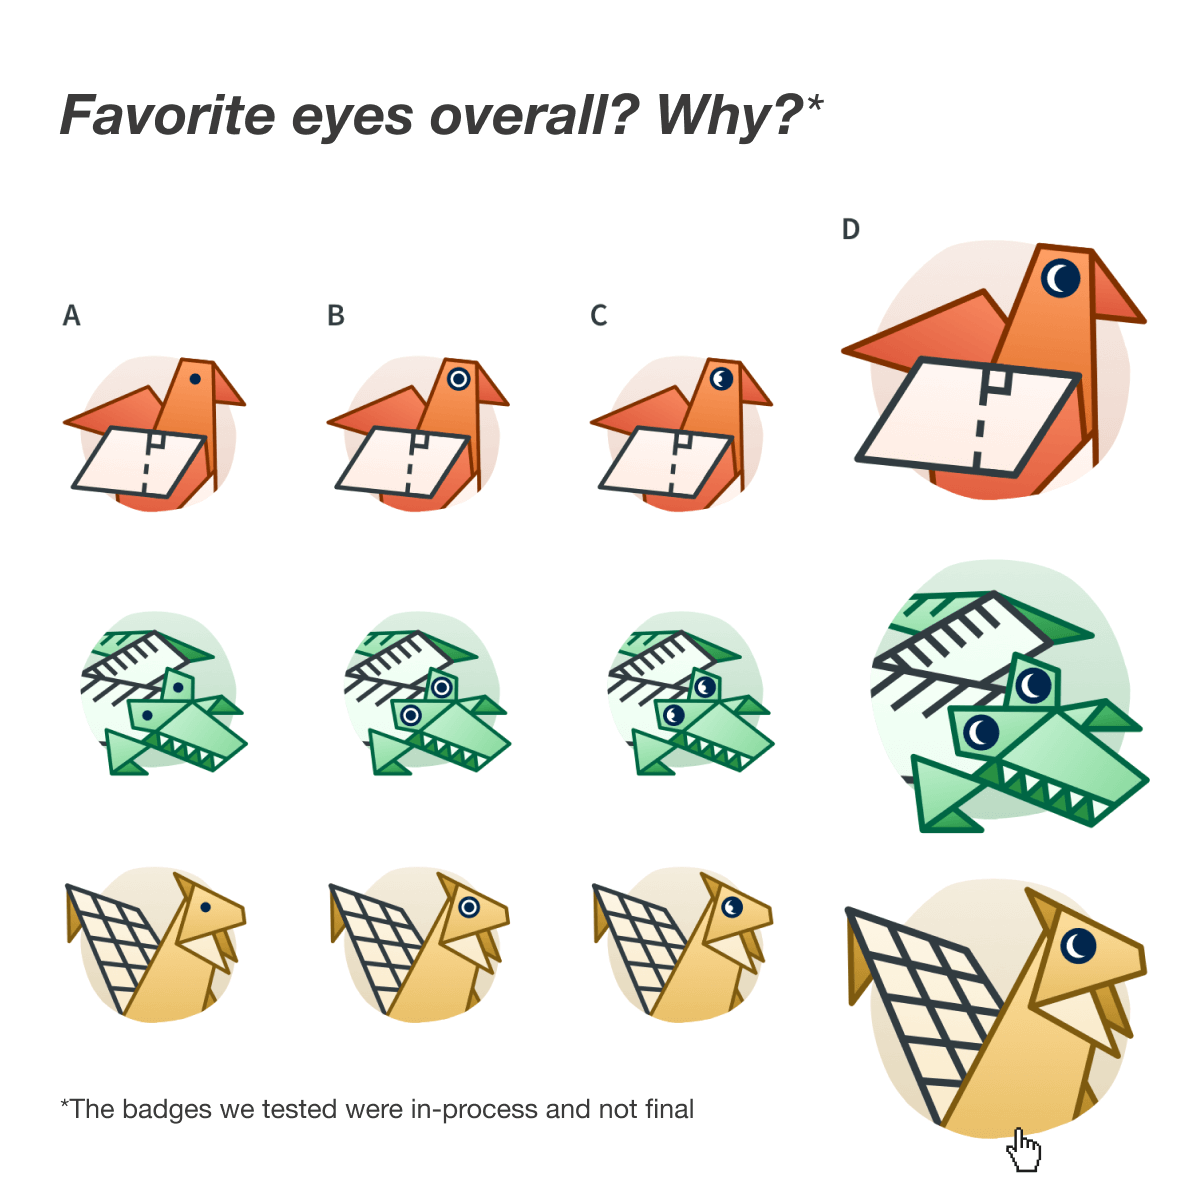 Favorite eyes overall? Why?*
A
B
C
D
*The badges we tested were in-process and not final